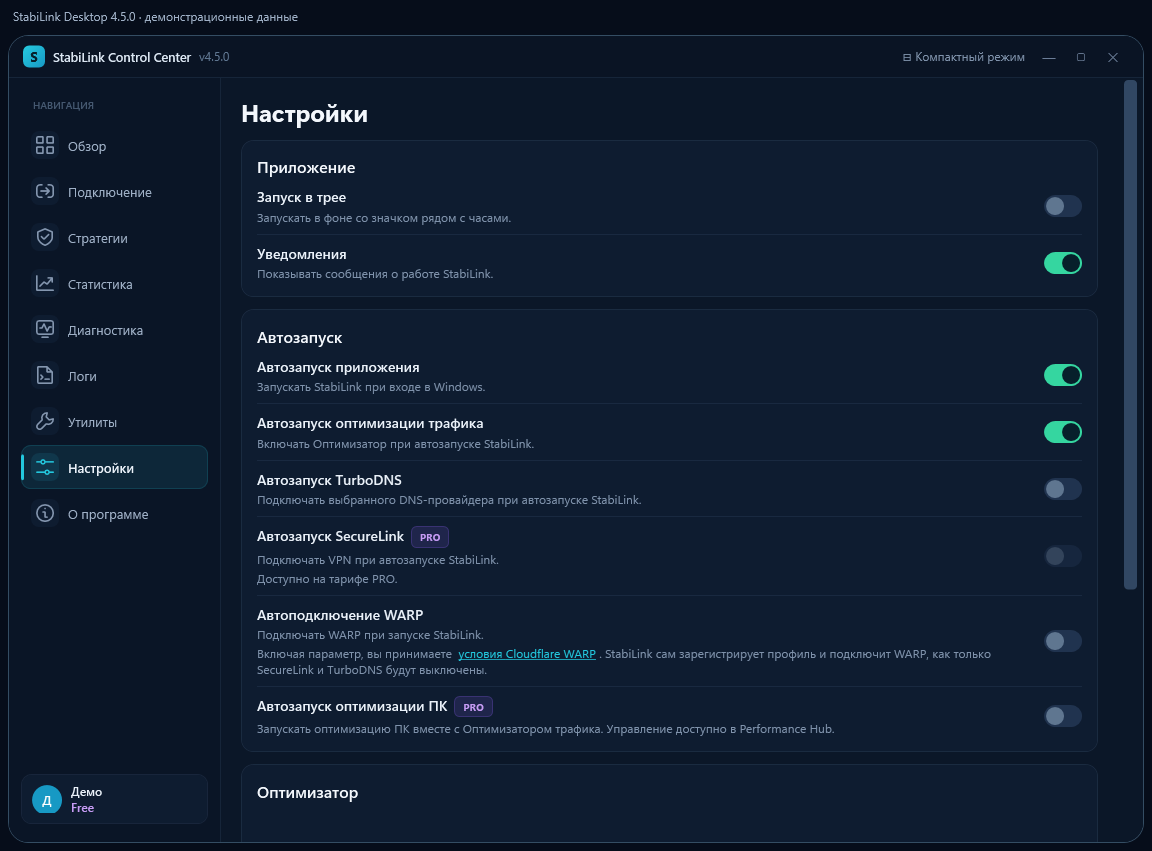 StabiLink Desktop 4.5.0 · демонстрационные данные
S StabiLink Control Center v4.5.0
Компактный режим
НАВИГАЦИЯ
Обзор
Подключение
Стратегии
Статистика
Диагностика
Логи
Утилиты
Настройки
О программе
Д
Демо
Free
Настройки
Приложение
Запуск в трее
Запускать в фоне со значком рядом с часами.
Уведомления
Показывать сообщения о работе StabiLink.
Автозапуск
Автозапуск приложения
Запускать StabiLink при входе в Windows.
Автозапуск оптимизации трафика
Включать Оптимизатор при автозапуске StabiLink.
Автозапуск TurboDNS
Подключать выбранного DNS-провайдера при автозапуске StabiLink.
Автозапуск SecureLink PRO
Подключать VPN при автозапуске StabiLink.
Доступно на тарифе PRO.
Автоподключение WARP
Подключать WARP при запуске StabiLink.
Включая параметр, вы принимаете условия Cloudflare WARP . StabiLink сам зарегистрирует профиль и подключит WARP, как только
SecureLink и TurboDNS будут выключены.
Автозапуск оптимизации ПК PRO
Запускать оптимизацию ПК вместе с Оптимизатором трафика. Управление доступно в Performance Hub.
Оптимизатор